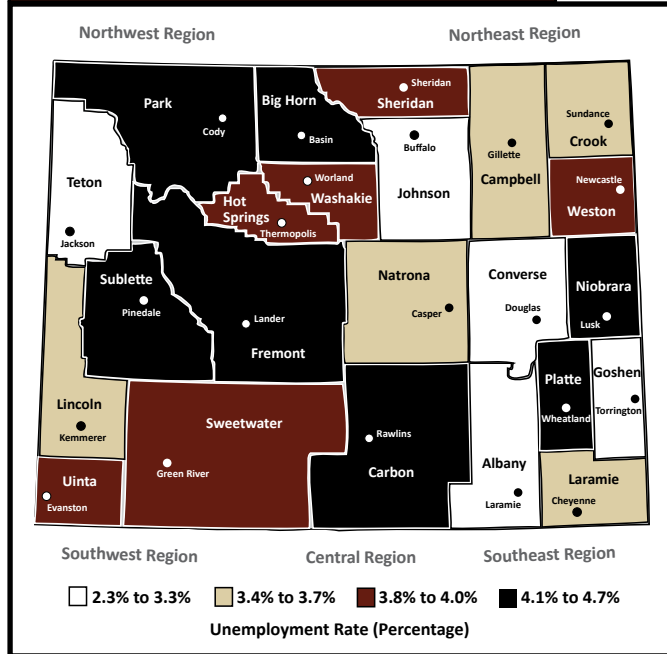 Northwest Region
Northeast Region
Park
Cody
Big Horn
Basin
Sheridan
Sheridan
Buffalo
Johnson
Gillette
Campbell
Sundance
Crook
Newcastle
Weston
Teton
Jackson
Worland
Washakie
Hot
Springs
Thermopolis
Sublette
Pinedale
Lander
Fremont
Natrona
Casper
Converse
Douglas
Niobrara
Lusk
Lincoln
Kemmerer
Sweetwater
Green River
Uinta
Evanston
Rawlins
Carbon
Albany
Laramie
Platte
Wheatland
Goshen
Torrington
Laramie
Cheyenne
Southwest Region
Central Region
Southeast Region
2.3% to 3.3%
3.4% to 3.7%
3.8% to 4.0%
4.1% to 4.7%
Unemployment Rate (Percentage)